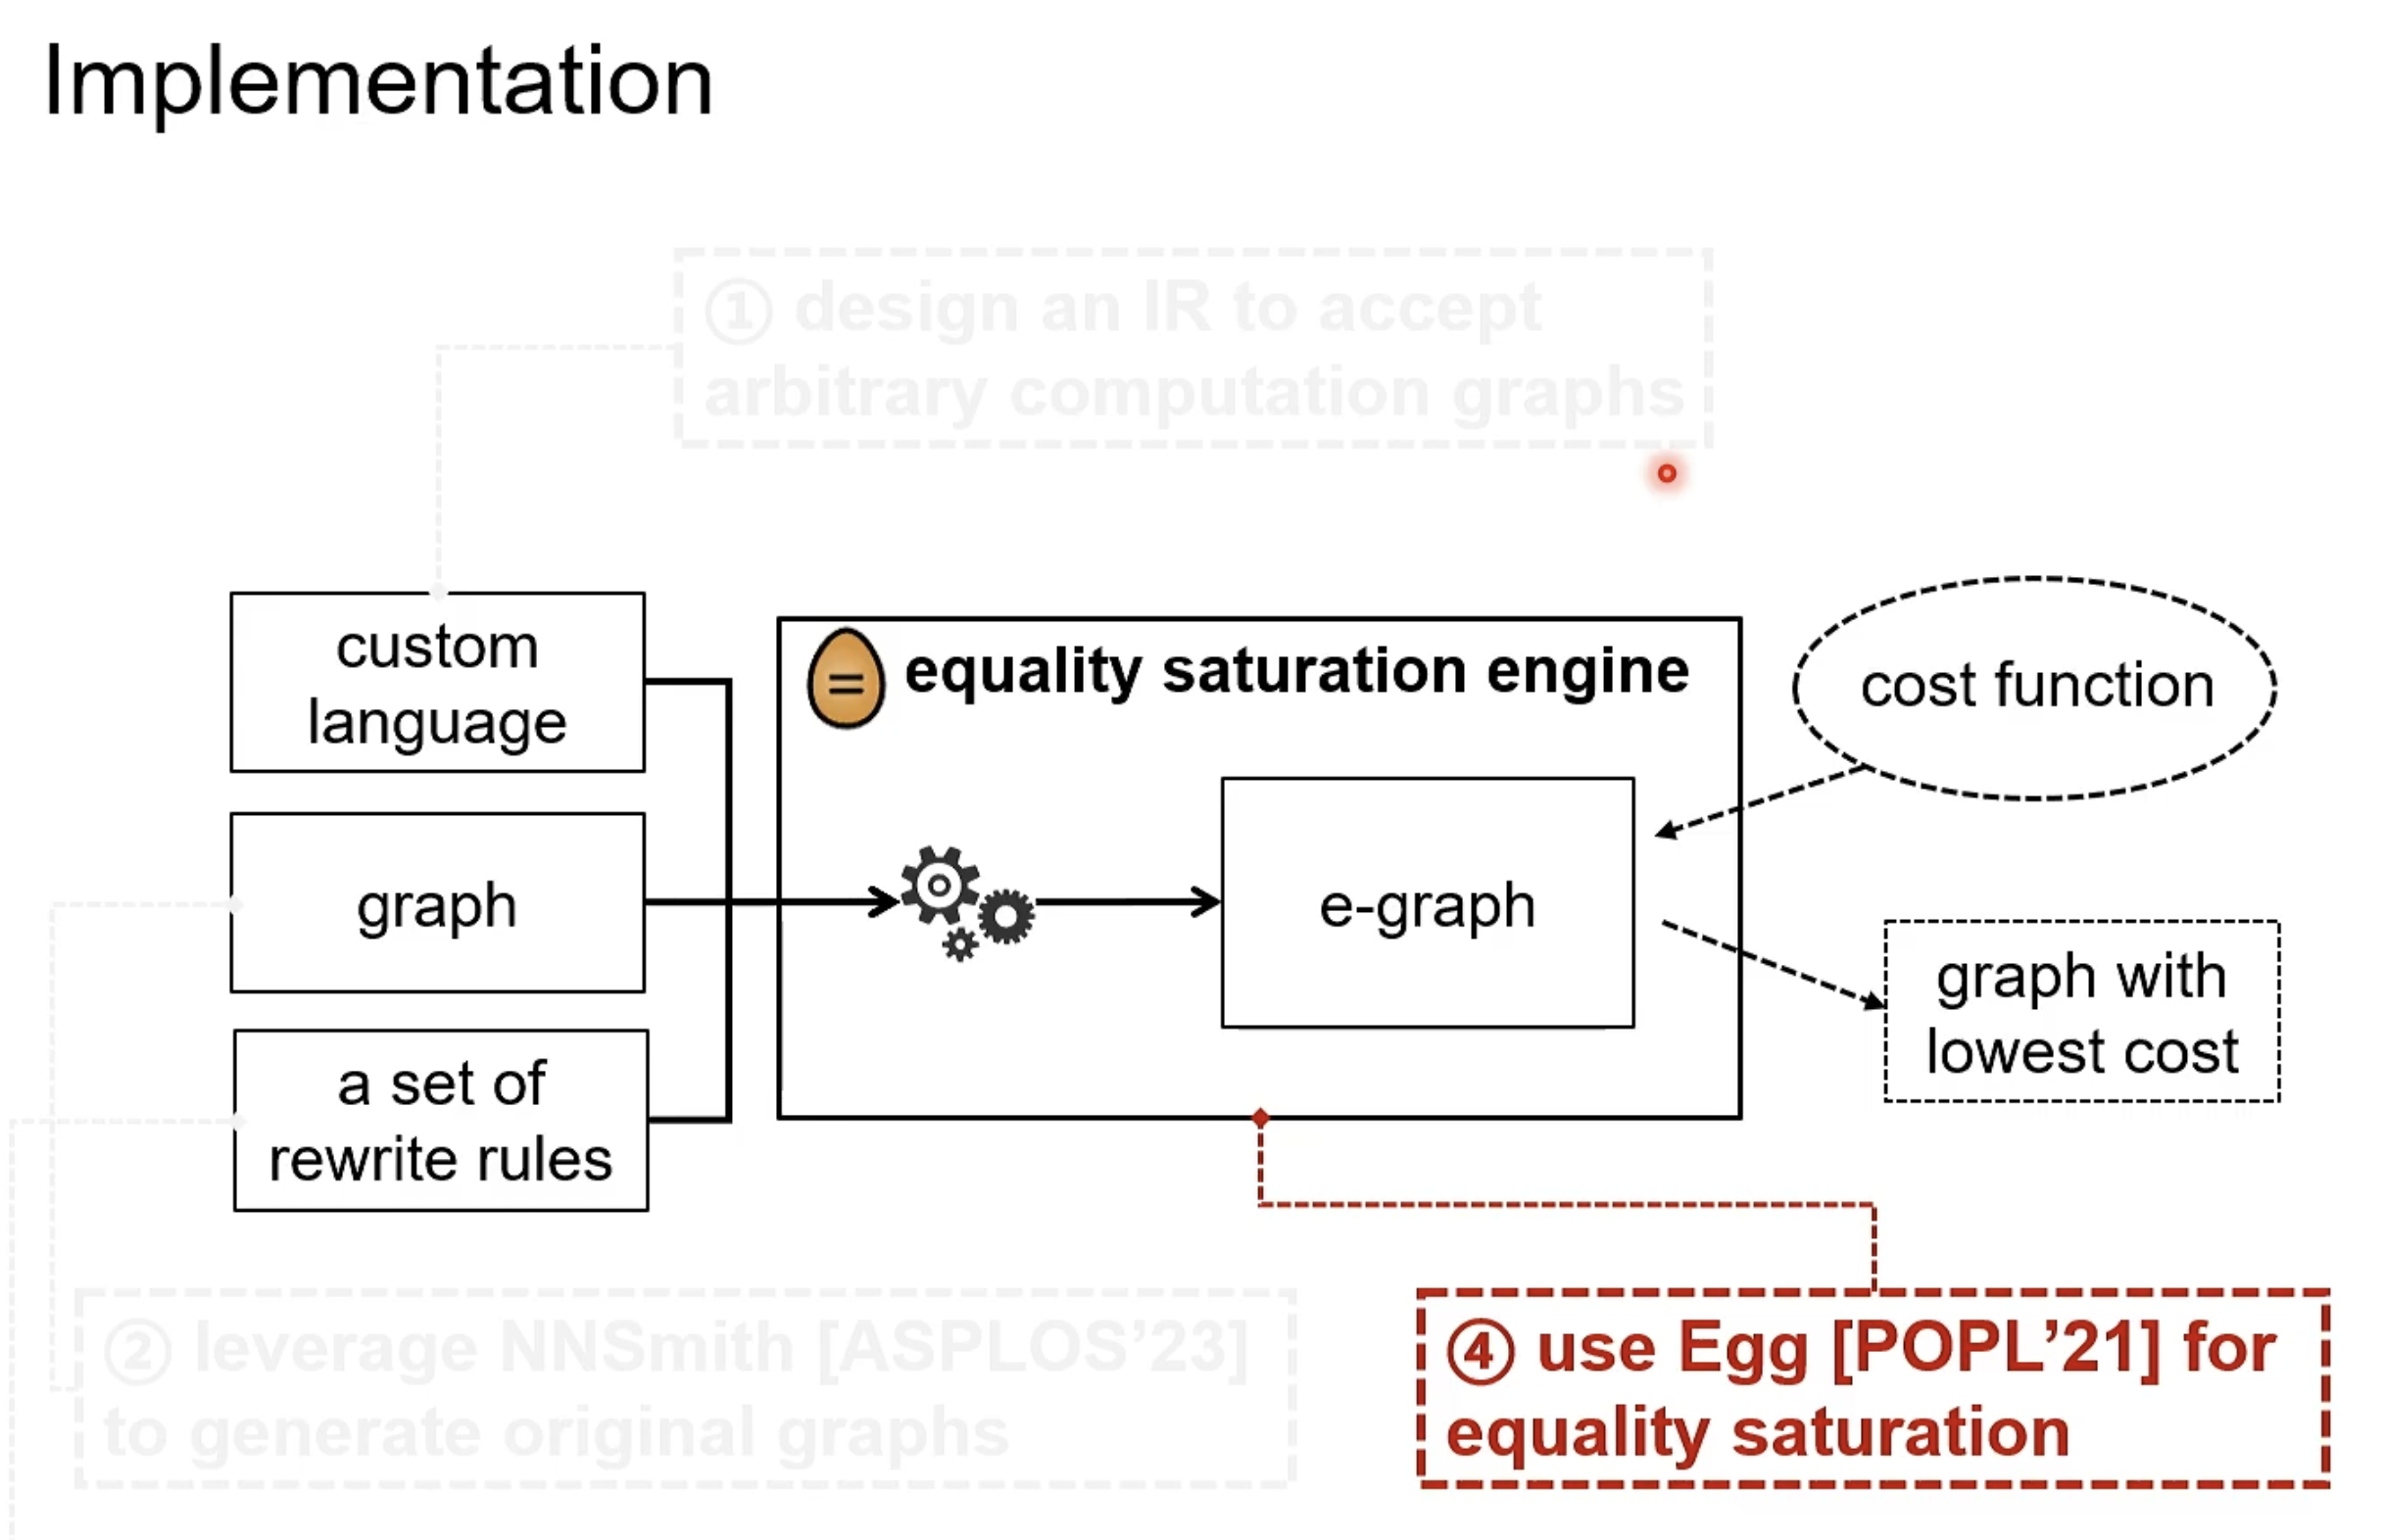 Implementation
① design an IR to accept
arbitrary computation graphs
custom
language
= equality saturation engine
cost function
graph
e-graph
graph with
lowest cost
a set of
rewrite rules
② leverage NNSmith [ASPLOS’23]
to generate original graphs
④ use Egg [POPL’21] for
equality saturation